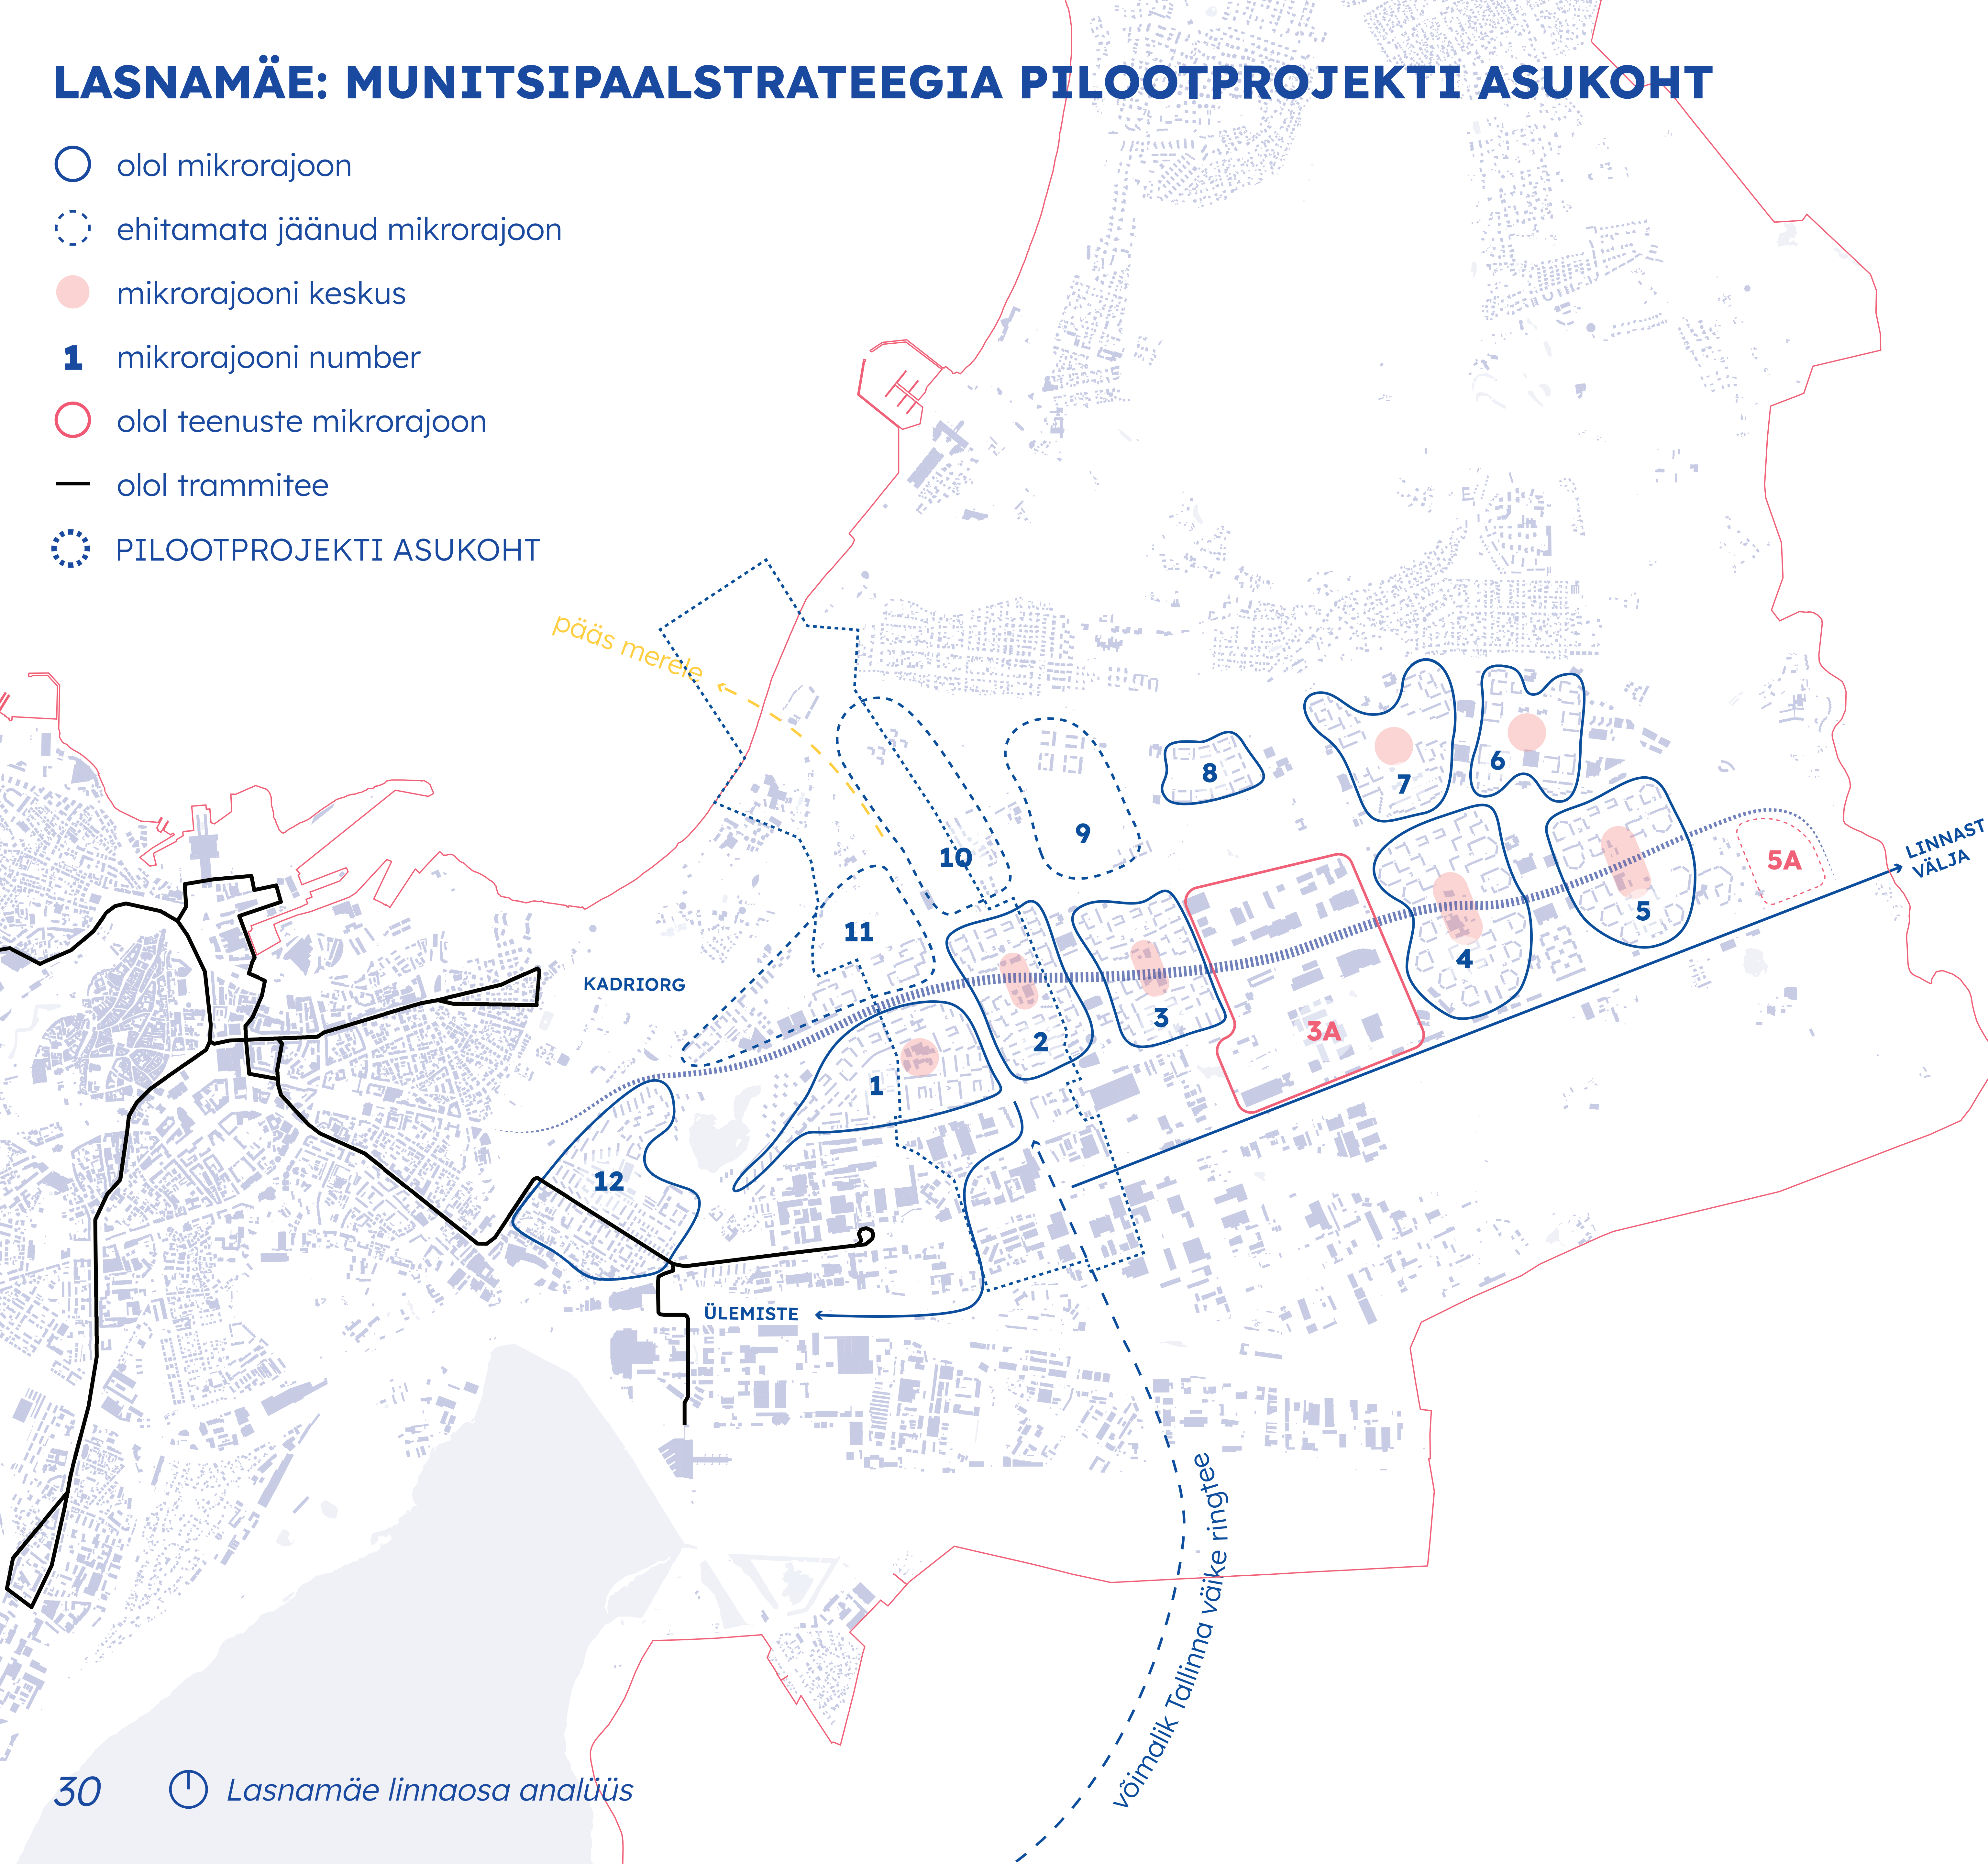 LASNAMÄE: MUNITSIPAALSTRATEEGIA PILOOTPROJEKTI ASUKOHT
olol mikrorajoon
ehitamata jäänud mikrorajoon
mikrorajooni keskus
1 mikrorajooni number
olol teenuste mikrorajoon
olol trammitee
PILOOTPROJEKTI ASUKOHT
pääs merele
8
7
6
9
10
5A
LINNAST
VÄLJA
11
5
4
KADRIORG
3
3A
2
1
12
ÜLEMISTE
võimalik Tallinna väike ringtee
30 Lasnamäe linnaosa analüüs